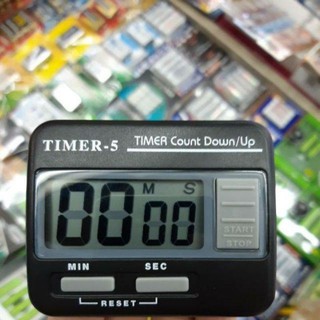 TIMER-5 TIMER Count Down/Up
M S
00 00
START
STOP
MIN SEC
RESET